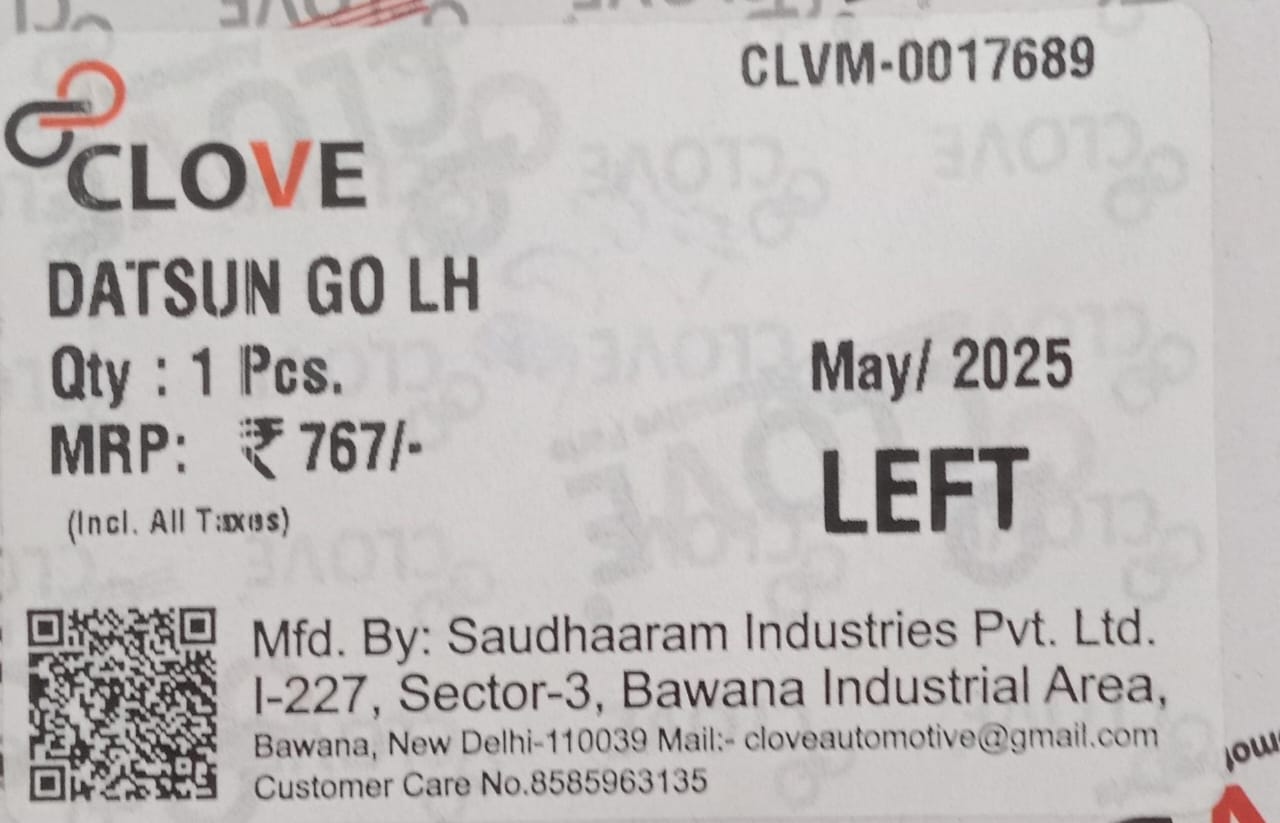 CLVM-0017689
CLOVE
DATSUN GO LH
Qty : 1 Pcs.
May/ 2025
MRP: ₹ 767/-
LEFT
(Incl. All Taxes)
Mfd. By: Saudhaaram Industries Pvt. Ltd.
I-227, Sector-3, Bawana Industrial Area,
Bawana, New Delhi-110039 Mail:- cloveautomotive@gmail.com
Customer Care No.8585963135